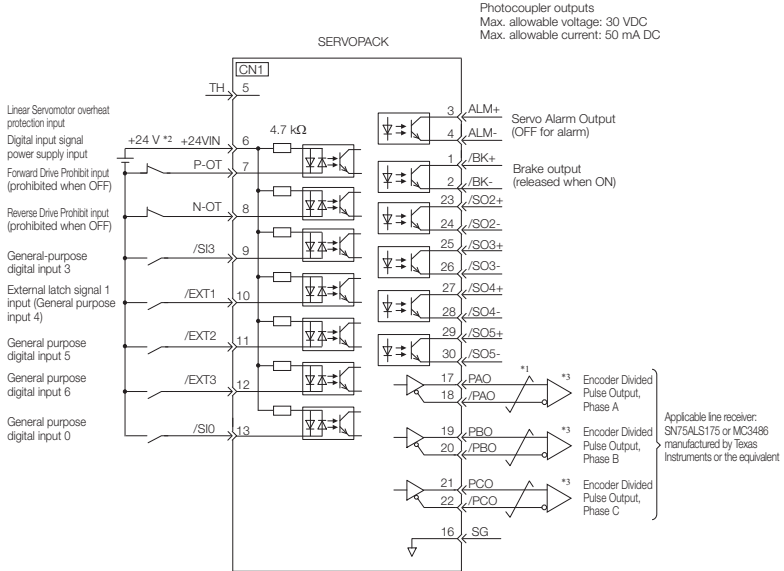 Photocoupler outputs
Max. allowable voltage: 30 VDC
Max. allowable current: 50 mA DC
SERVOPACK
CN1
TH 5
Linear Servomotor overheat
protection input
Digital input signal
power supply input
+24 V *2 +24VIN 6
4.7 kΩ
Forward Drive Prohibit input
(prohibited when OFF)
P-OT 7
Reverse Drive Prohibit input
(prohibited when OFF)
N-OT 8
General-purpose
digital input 3
/SI3 9
External latch signal 1
input (General purpose
input 4)
/EXT1 10
General purpose
digital input 5
/EXT2 11
General purpose
digital input 6
/EXT3 12
General purpose
digital input 0
/SI0 13
3 ALM+
4 ALM-
Servo Alarm Output
(OFF for alarm)
1 /BK+
2 /BK-
Brake output
(released when ON)
23 /SO2+
24 /SO2-
25 /SO3+
26 /SO3-
27 /SO4+
28 /SO4-
29 /SO5+
30 /SO5-
17 PAO
18 /PAO
*1
*3
Encoder Divided
Pulse Output,
Phase A
19 PBO
20 /PBO
*3
Encoder Divided
Pulse Output,
Phase B
21 PCO
22 /PCO
*3
Encoder Divided
Pulse Output,
Phase C
Applicable line receiver:
SN75ALS175 or MC3486
manufactured by Texas
Instruments or the equivalent
16 SG